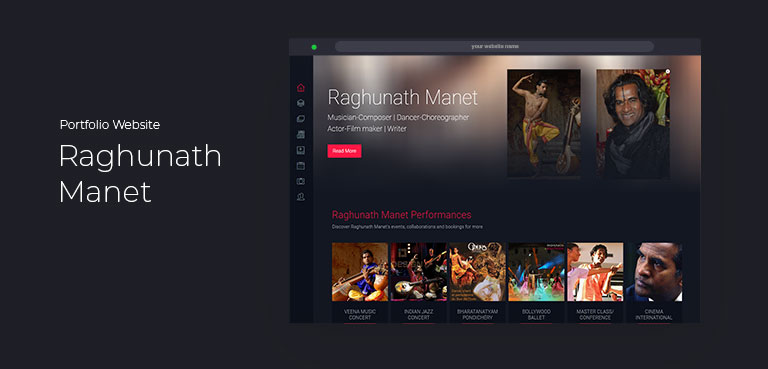 your website name
Portfolio Website
Raghunath
Manet
Raghunath Manet
Musician-Composer | Dancer-Choreographer
Actor-Film maker | Writer
Read More
Raghunath Manet Performances
Discover Raghunath Manet's events, collaborations and bookings for more
VEENA MUSIC
CONCERT
INDIAN JAZZ
CONCERT
BHARATANATYAM
PONDICHÉRY
BOLLYWOOD
BALLET
MASTER CLASS/
CONFERENCE
CINEMA
INTERNATIONAL